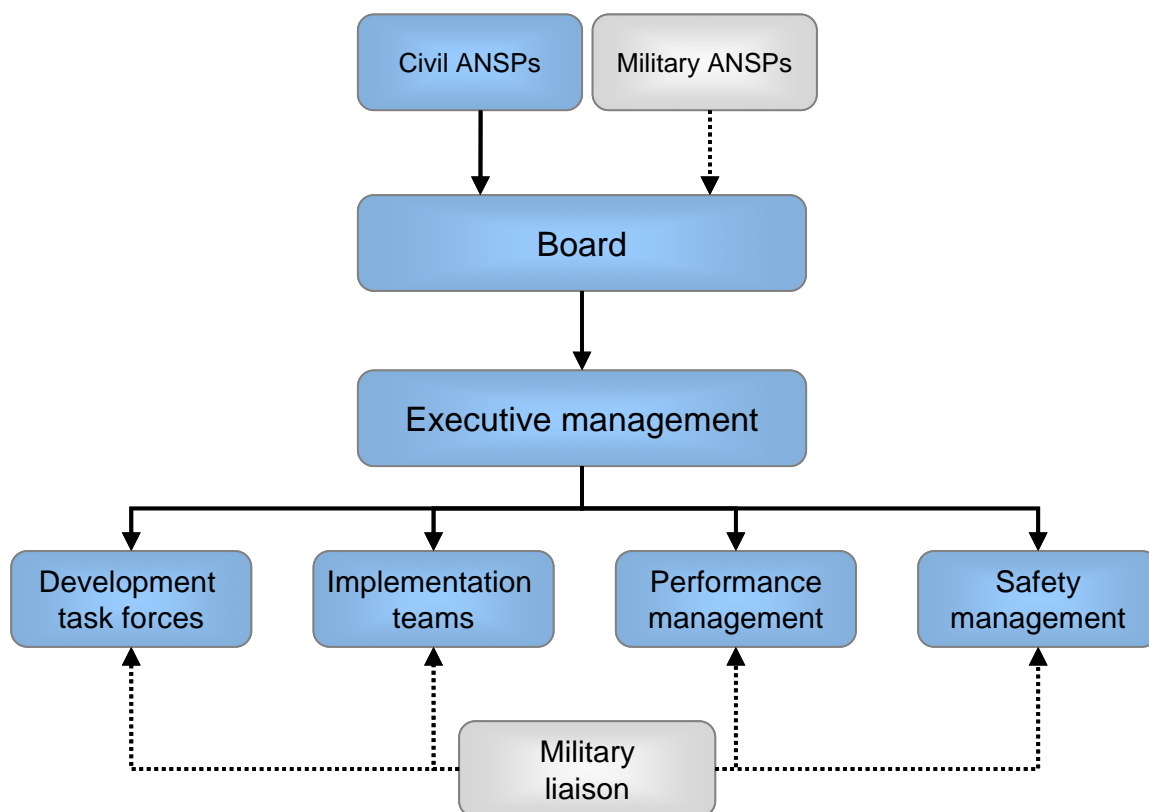 Civil ANSPs
Military ANSPs
Board
Executive management
Development
task forces
Implementation
teams
Performance
management
Safety
management
Military
liaison